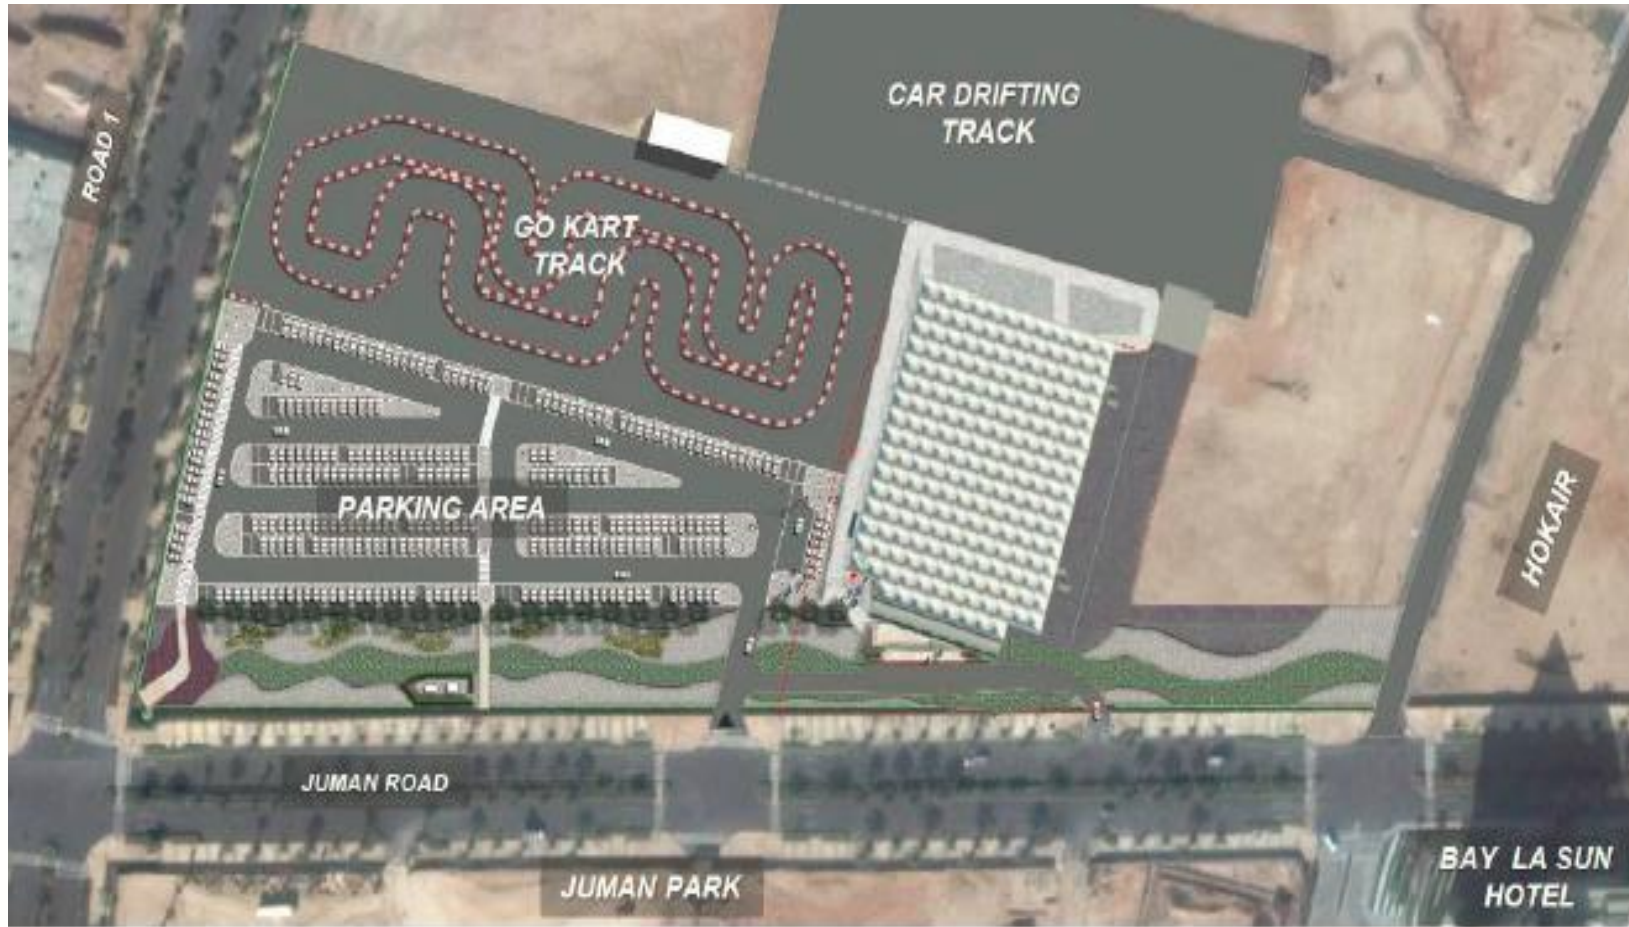 CAR DRIFTING
TRACK
ROAD 1
GO KART
TRACK
PARKING AREA
HOKAIR
JUMAN ROAD
JUMAN PARK
BAY LA SUN
HOTEL